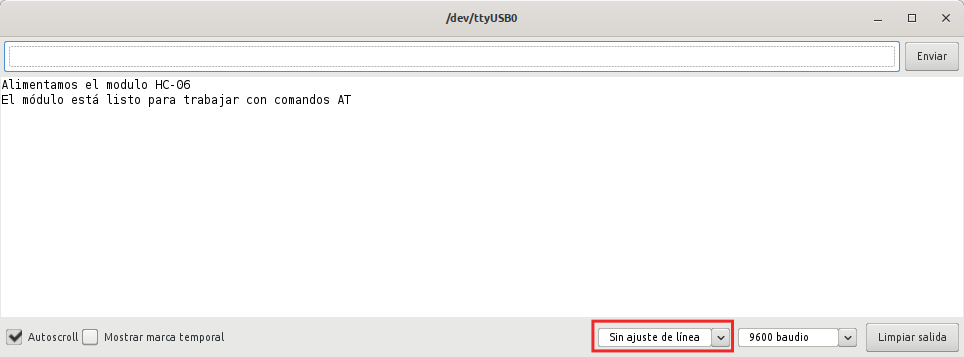 /dev/ttyUSB0
Enviar
Alimentamos el modulo HC-06
El módulo está listo para trabajar con comandos AT
Autoscroll
Mostrar marca temporal
Sin ajuste de línea
9600 baudio
Limpiar salida